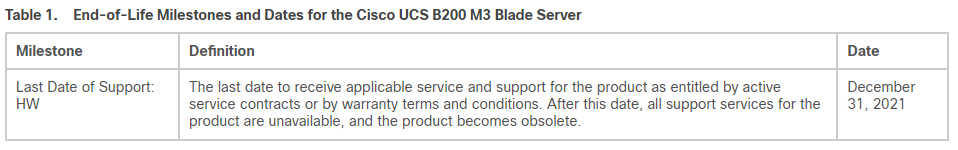 Table 1. End-of-Life Milestones and Dates for the Cisco UCS B200 M3 Blade Server
Milestone Definition Date
Last Date of Support: The last date to receive applicable service and support for the product as entitled by active December
HW service contracts or by warranty terms and conditions. After this date, all support services for the 31, 2021
product are unavailable, and the product becomes obsolete.